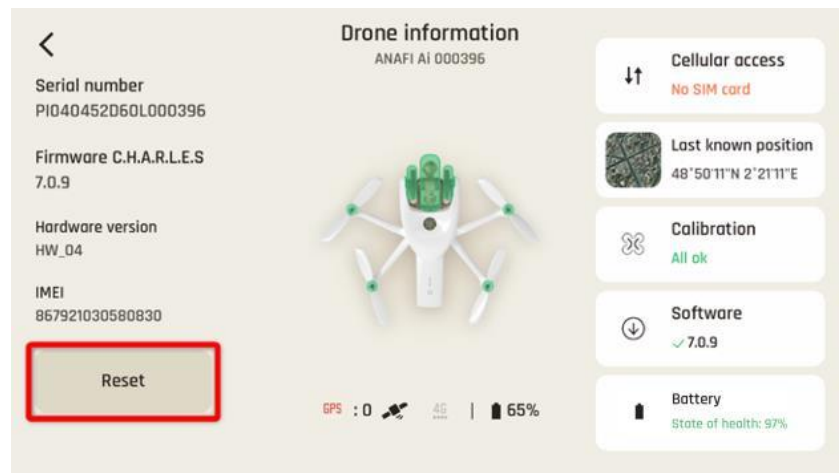 Drone information
ANAFI Ai 000396
Serial number
PI040452D60L000396
Firmware C.H.A.R.L.E.S
7.0.9
Hardware version
HW_04
IMEI
867921030580830
Reset
GPS : 0 4G | 65%
Cellular access
No SIM card
Last known position
48°50'11"N 2°21'11"E
Calibration
All ok
Software
7.0.9
Battery
State of health: 97%